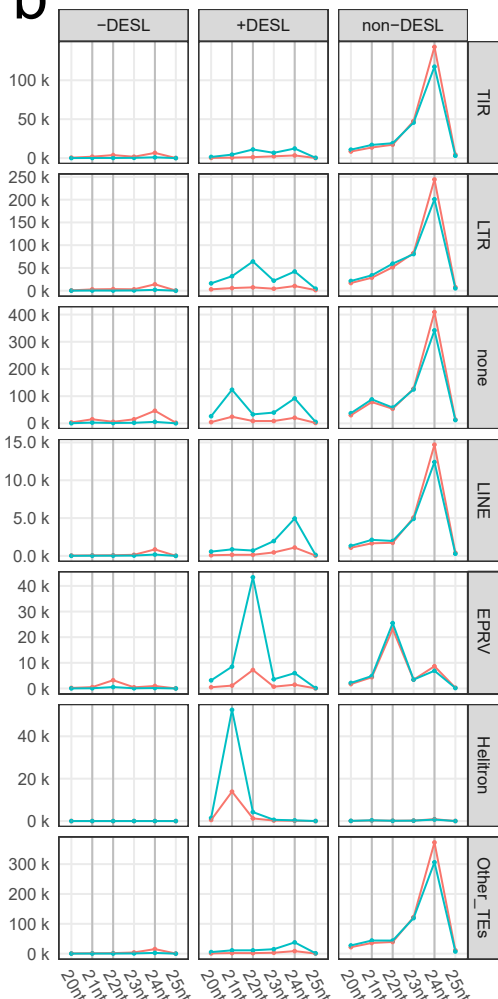 b
−DESL +DESL non−DESL
100 k
50 k
0 k
TIR
250 k
200 k
150 k
100 k
50 k
0 k
LTR
400 k
300 k
200 k
100 k
0 k
none
15.0 k
10.0 k
5.0 k
0.0 k
LINE
40 k
30 k
20 k
10 k
0 k
EPRV
40 k
20 k
0 k
Helitron
300 k
200 k
100 k
0 k
Other_TEs
20nt 21nt 22nt 23nt 24nt 25nt 20nt 21nt 22nt 23nt 24nt 25nt 20nt 21nt 22nt 23nt 24nt 25nt